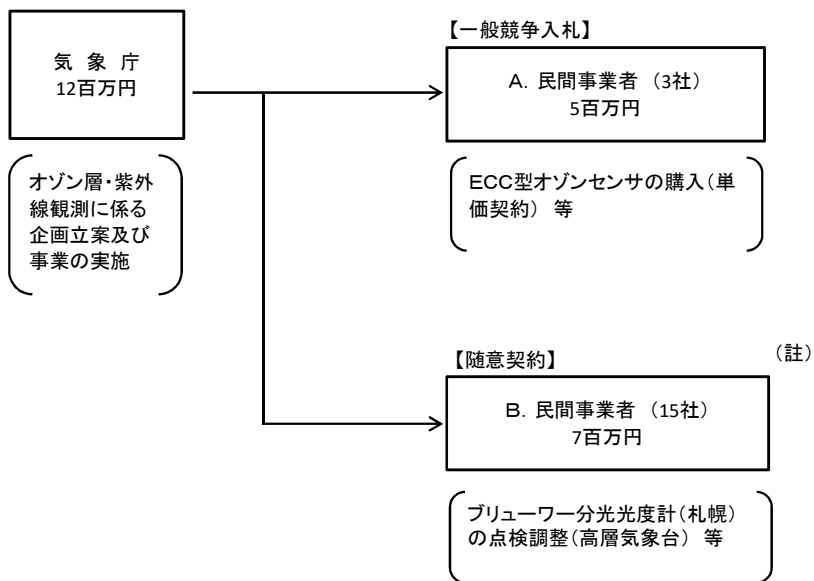 気 象 庁
12百万円
オゾン層・紫外
線観測に係る
企画立案及び
事業の実施
【一般競争入札】
A. 民間事業者 （3社）
5百万円
ECC型オゾンセンサの購入（単
価契約） 等
【随意契約】
（註）
B. 民間事業者 （15社）
7百万円
ブリューワー分光光度計（札幌）
の点検調整（高層気象台） 等